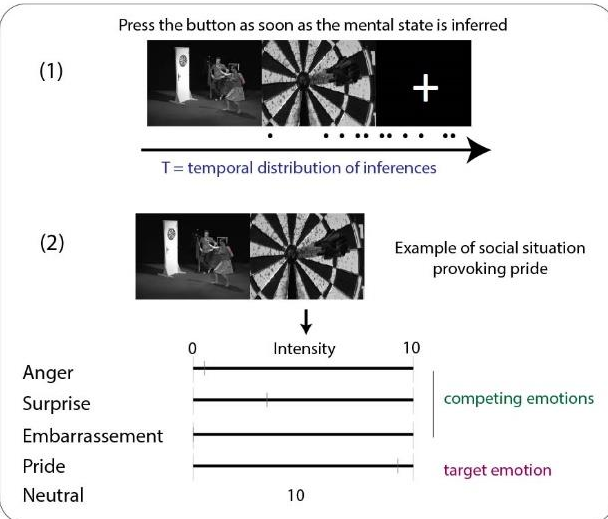 Press the button as soon as the mental state is inferred
(1)
T = temporal distribution of inferences
(2)
Example of social situation
provoking pride
0 Intensity 10
Anger
Surprise
competing emotions
Embarrassement
Pride
target emotion
Neutral 10